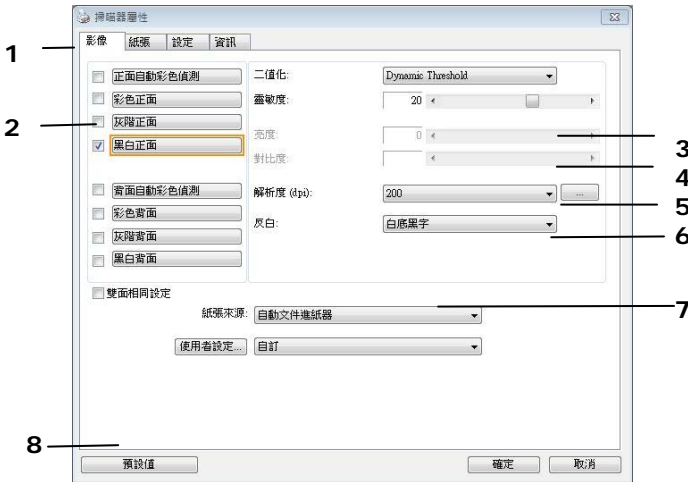 掃瞄器屬性
影像 紙張 設定 資訊
1
正面自動彩色偵測
彩色正面
2
灰階正面
黑白正面
背面自動彩色偵測
彩色背面
灰階背面
黑白背面
二值化: Dynamic Threshold
靈敏度: 20
亮度: 0
3
對比度:
4
解析度 (dpi): 200 ...
5
反白: 白底黑字
6
雙面相同設定
紙張來源: 自動文件進紙器
7
使用者設定... 自訂
8
預設值 確定 取消